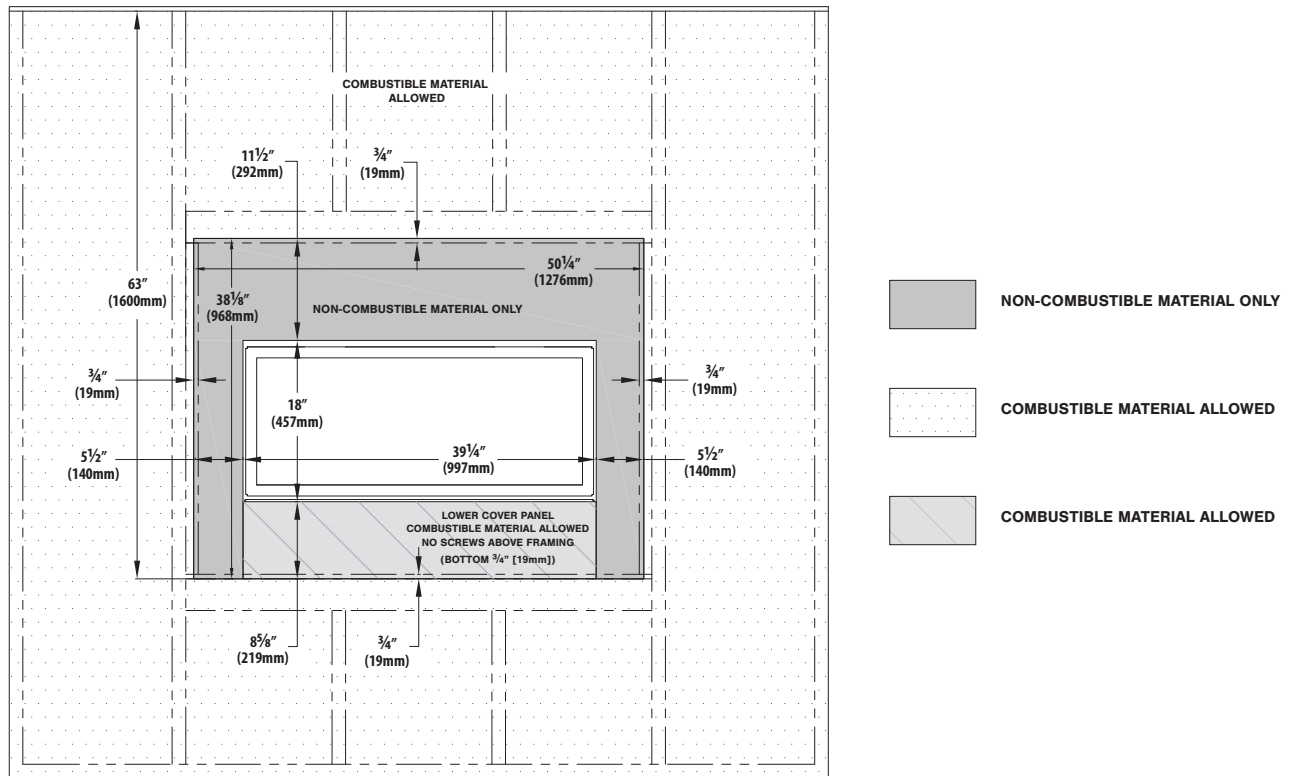 COMBUSTIBLE MATERIAL
ALLOWED
11½"
(292mm)
¾"
(19mm)
63"
(1600mm)
50¼"
(1276mm)
38⅛"
(968mm)
NON-COMBUSTIBLE MATERIAL ONLY
¾"
(19mm)
¾"
(19mm)
18"
(457mm)
5½"
(140mm)
39¼"
(997mm)
5½"
(140mm)
LOWER COVER PANEL
COMBUSTIBLE MATERIAL ALLOWED
NO SCREWS ABOVE FRAMING
(BOTTOM ¾" [19mm])
8⅝"
(219mm)
¾"
(19mm)
NON-COMBUSTIBLE MATERIAL ONLY
COMBUSTIBLE MATERIAL ALLOWED
COMBUSTIBLE MATERIAL ALLOWED